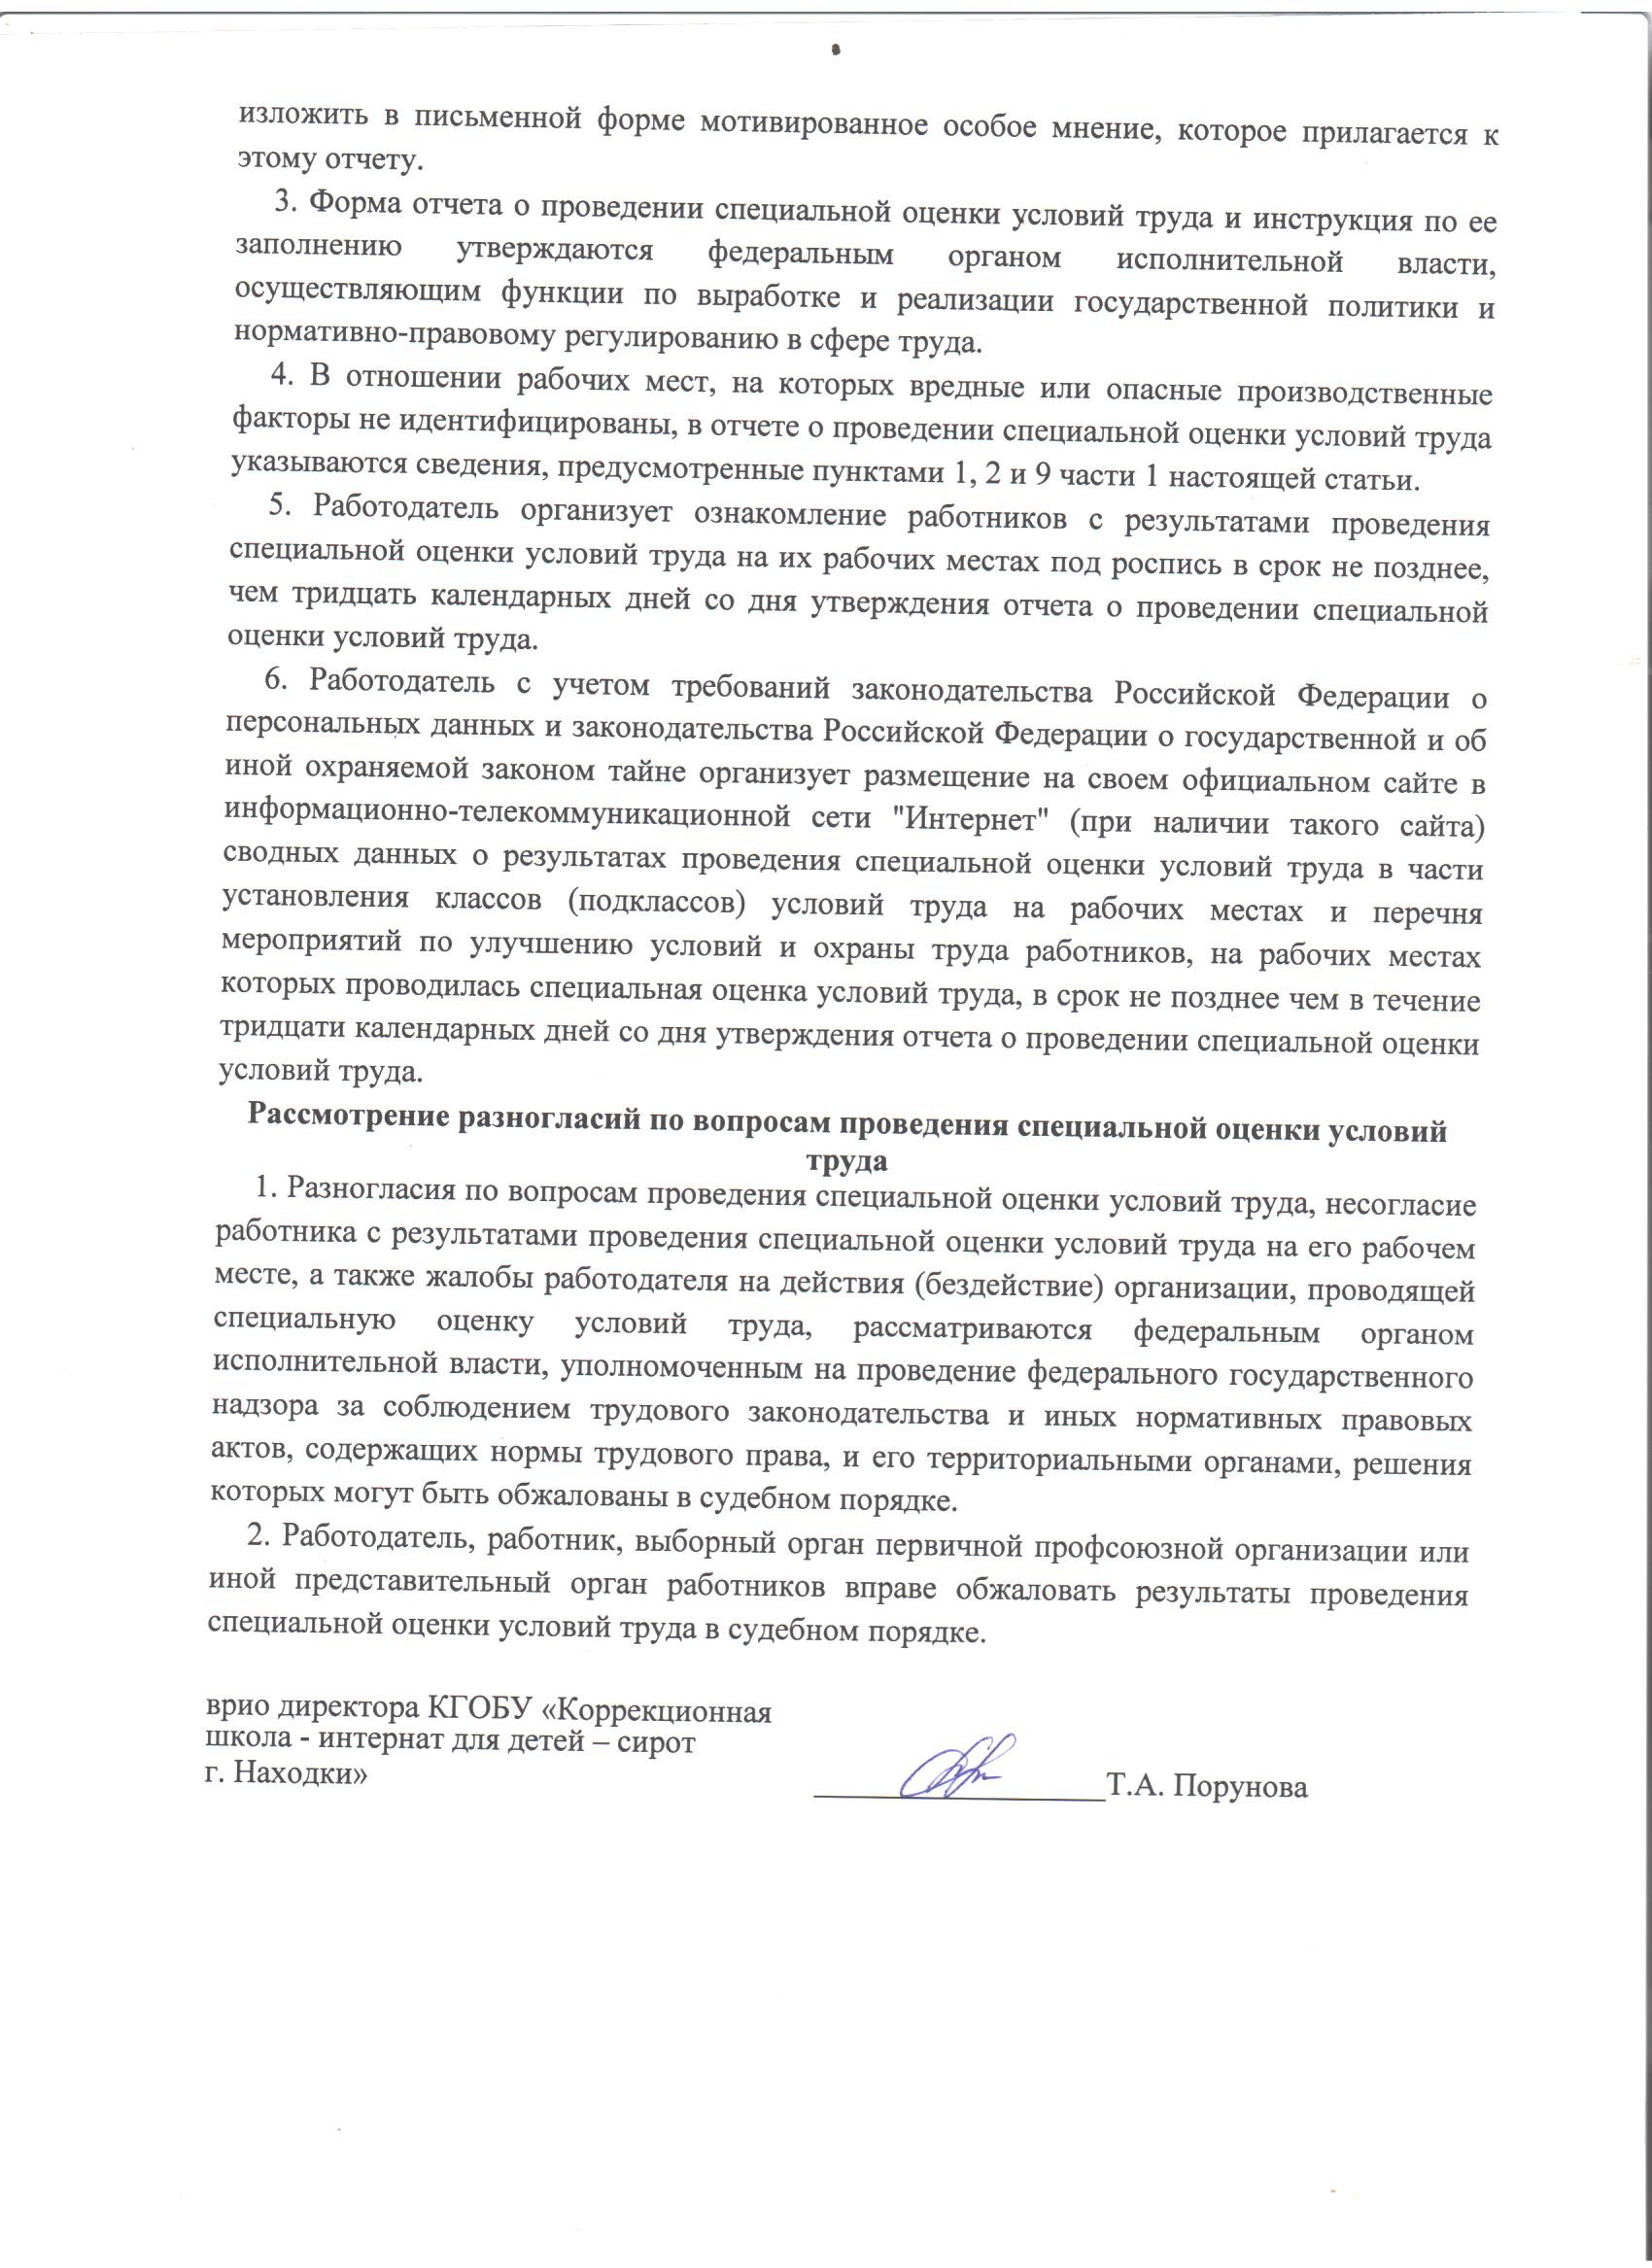 изложить в письменной форме мотивированное особое мнение, которое прилагается к
этому отчету.
3. Форма отчета о проведении специальной оценки условий труда и инструкция по ее
заполнению утверждаются федеральным органом исполнительной власти,
осуществляющим функции по выработке и реализации государственной политики и
нормативно-правовому регулированию в сфере труда.
4. В отношении рабочих мест, на которых вредные или опасные производственные
факторы не идентифицированы, в отчете о проведении специальной оценки условий труда
указываются сведения, предусмотренные пунктами 1, 2 и 9 части 1 настоящей статьи.
5. Работодатель организует ознакомление работников с результатами проведения
специальной оценки условий труда на их рабочих местах под роспись в срок не позднее,
чем тридцать календарных дней со дня утверждения отчета о проведении специальной
оценки условий труда.
6. Работодатель с учетом требований законодательства Российской Федерации о
персональных данных и законодательства Российской Федерации о государственной и об
иной охраняемой законом тайне организует размещение на своем официальном сайте в
информационно-телекоммуникационной сети "Интернет" (при наличии такого сайта)
сводных данных о результатах проведения специальной оценки условий труда в части
установления классов (подклассов) условий труда на рабочих местах и перечня
мероприятий по улучшению условий и охраны труда работников, на рабочих местах
которых проводилась специальная оценка условий труда, в срок не позднее чем в течение
тридцати календарных дней со дня утверждения отчета о проведении специальной оценки
условий труда.
Рассмотрение разногласий по вопросам проведения специальной оценки условий
труда
1. Разногласия по вопросам проведения специальной оценки условий труда, несогласие
работника с результатами проведения специальной оценки условий труда на его рабочем
месте, а также жалобы работодателя на действия (бездействие) организации, проводящей
специальную оценку условий труда, рассматриваются федеральным органом
исполнительной власти, уполномоченным на проведение федерального государственного
надзора за соблюдением трудового законодательства и иных нормативных правовых
актов, содержащих нормы трудового права, и его территориальными органами, решения
которых могут быть обжалованы в судебном порядке.
2. Работодатель, работник, выборный орган первичной профсоюзной организации или
иной представительный орган работников вправе обжаловать результаты проведения
специальной оценки условий труда в судебном порядке.
врио директора КГОБУ «Коррекционная
школа - интернат для детей – сирот
г. Находки» Т.А. Порунова